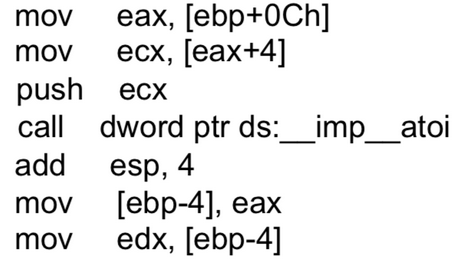 mov eax, [ebp+0Ch]
mov ecx, [eax+4]
push ecx
call dword ptr ds:__imp__atoi
add esp, 4
mov [ebp-4], eax
mov edx, [ebp-4]